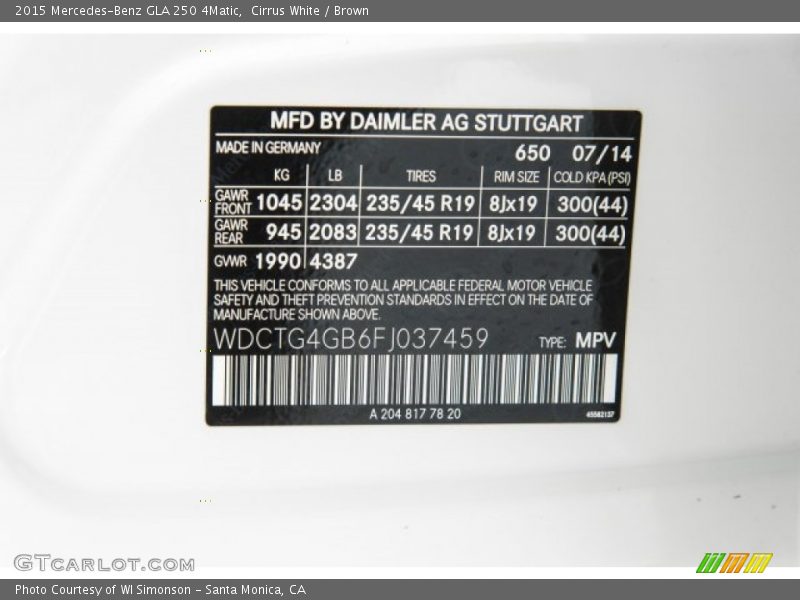 2015 Mercedes-Benz GLA 250 4Matic,  Cirrus White / Brown
MFD BY DAIMLER AG STUTTGART
MADE IN GERMANY 650 07/14
KG LB TIRES RIM SIZE COLD KPA (PSI)
GAWR FRONT 1045 2304 235/45 R19 8Jx19 300(44)
GAWR REAR 945 2083 235/45 R19 8Jx19 300(44)
GVWR 1990 4387
THIS VEHICLE CONFORMS TO ALL APPLICABLE FEDERAL MOTOR VEHICLE
SAFETY AND THEFT PREVENTION STANDARDS IN EFFECT ON THE DATE OF
MANUFACTURE SHOWN ABOVE.
WDCTG4GB6FJ037459 TYPE: MPV
A 204 817 78 20 45582137
GTCARLOT.COM
Photo Courtesy of WI Simonson - Santa Monica, CA